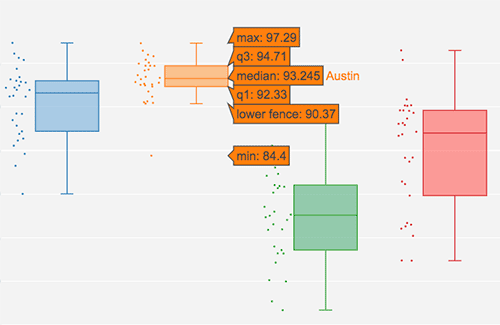 max: 97.29
q3: 94.71
median: 93.245 Austin
q1: 92.33
lower fence: 90.37
min: 84.4